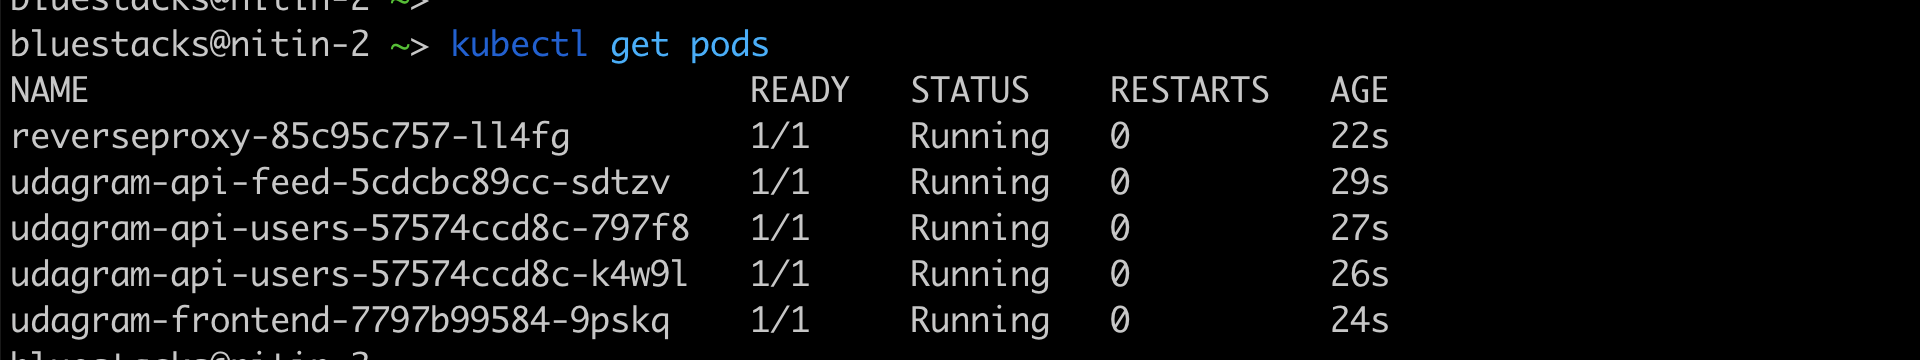 bluestacks@nitin-2 ~>
bluestacks@nitin-2 ~> kubectl get pods
NAME READY STATUS RESTARTS AGE
reverseproxy-85c95c757-ll4fg 1/1 Running 0 22s
udagram-api-feed-5cdcbc89cc-sdtzv 1/1 Running 0 29s
udagram-api-users-57574ccd8c-797f8 1/1 Running 0 27s
udagram-api-users-57574ccd8c-k4w9l 1/1 Running 0 26s
udagram-frontend-7797b99584-9pskq 1/1 Running 0 24s